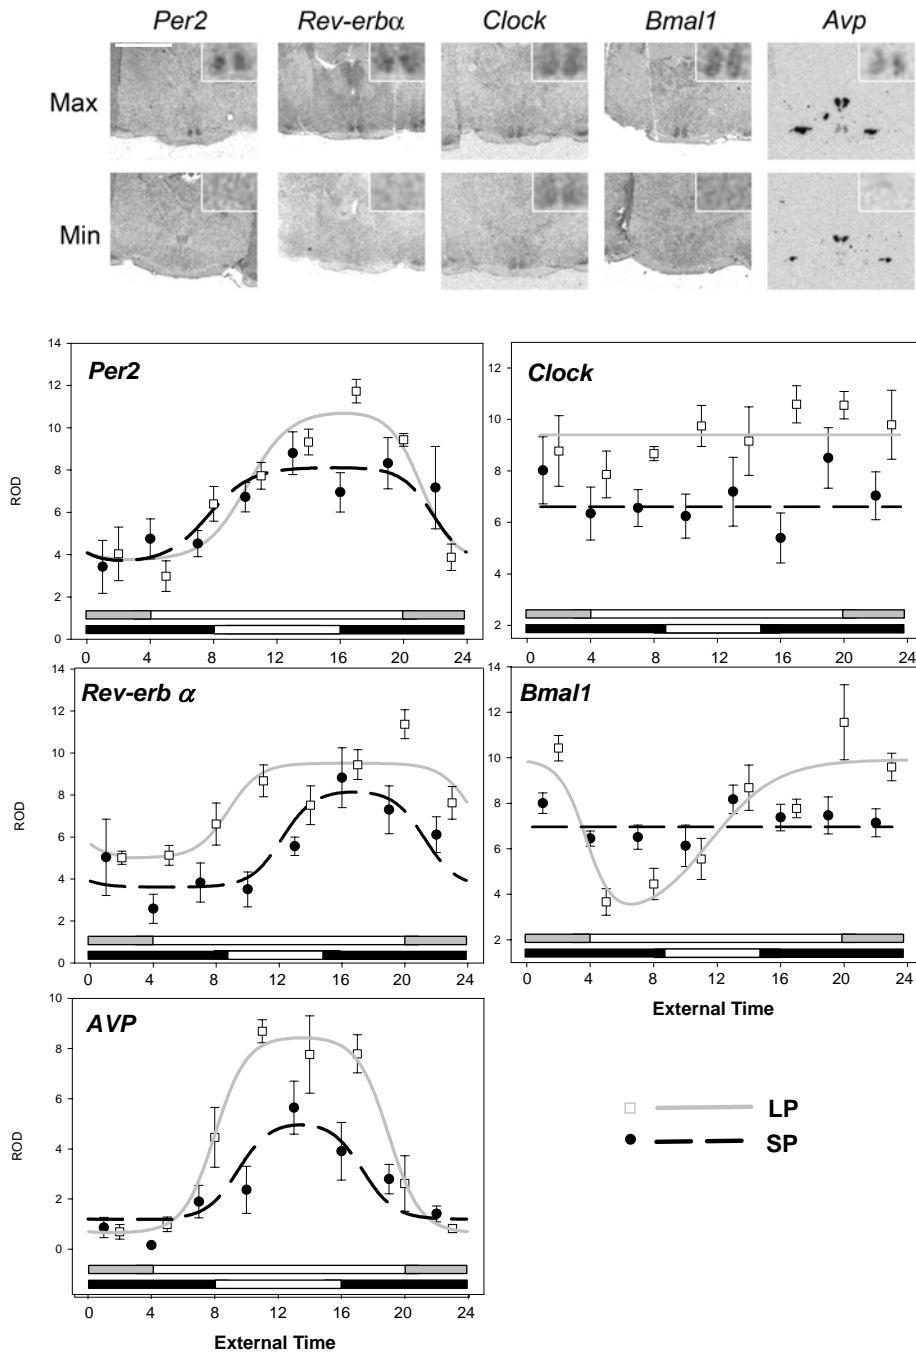 Per2 Rev-erbα Clock Bmal1 Avp
Max
Min
Per2
ROD
14
12
10
8
6
4
2
0
0 4 8 12 16 20 24
Clock
12
10
8
6
4
2
0 4 8 12 16 20 24
Rev-erb α
ROD
14
12
10
8
6
4
2
0
0 4 8 12 16 20 24
Bmal1
14
12
10
8
6
4
2
0 4 8 12 16 20 24
External Time
AVP
ROD
10
8
6
4
2
0
0 4 8 12 16 20 24
External Time
LP
SP